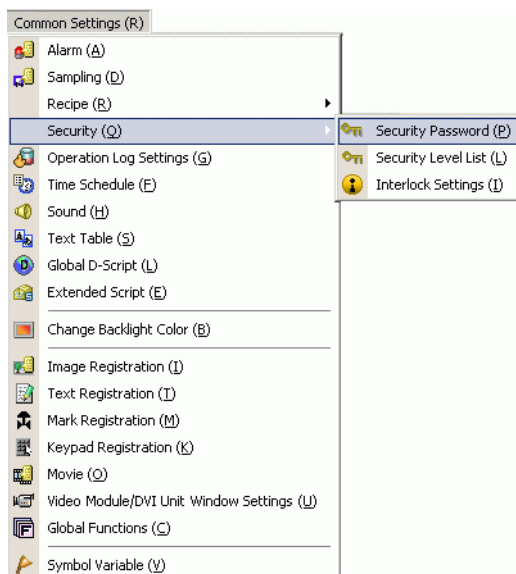 Common Settings (R)
Alarm (A)
Sampling (D)
Recipe (R)
Security (Q)
Security Password (P)
Operation Log Settings (G)
Security Level List (L)
Time Schedule (F)
Interlock Settings (I)
Sound (H)
Text Table (S)
Global D-Script (L)
Extended Script (E)
Change Backlight Color (B)
Image Registration (I)
Text Registration (T)
Mark Registration (M)
Keypad Registration (K)
Movie (O)
Video Module/DVI Unit Window Settings (U)
Global Functions (C)
Symbol Variable (V)